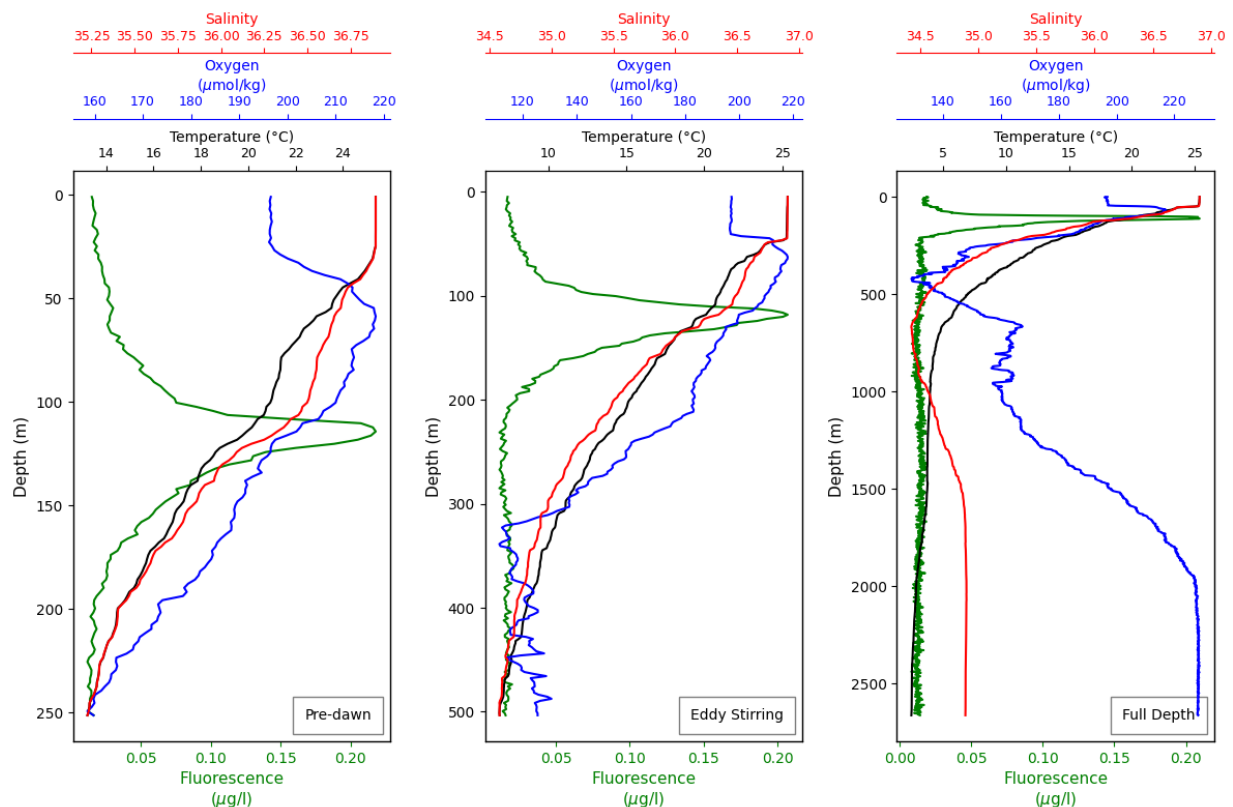 Salinity
35.25 35.50 35.75 36.00 36.25 36.50 36.75
Oxygen
(μmol/kg)
160 170 180 190 200 210 220
Temperature (°C)
14 16 18 20 22 24
0
50
100
150
200
250
Depth (m)
Pre-dawn
0.05 0.10 0.15 0.20
Fluorescence
(μg/l)
Salinity
34.5 35.0 35.5 36.0 36.5 37.0
Oxygen
(μmol/kg)
120 140 160 180 200 220
Temperature (°C)
10 15 20 25
0
100
200
300
400
500
Depth (m)
Eddy Stirring
0.05 0.10 0.15 0.20
Fluorescence
(μg/l)
Salinity
34.5 35.0 35.5 36.0 36.5 37.0
Oxygen
(μmol/kg)
140 160 180 200 220
Temperature (°C)
5 10 15 20 25
0
500
1000
1500
2000
2500
Depth (m)
Full Depth
0.00 0.05 0.10 0.15 0.20
Fluorescence
(μg/l)